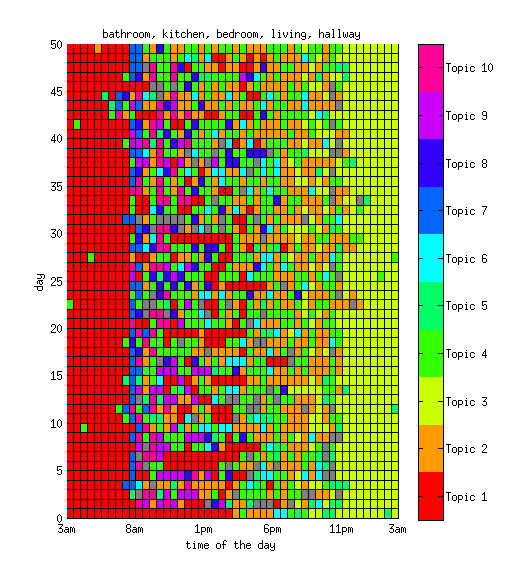 bathroom, kitchen, bedroom, living, hallway
50
45
40
35
30
25
20
15
10
5
0
day
3am 8am 1pm 6pm 11pm 3am
time of the day
Topic 10
Topic 9
Topic 8
Topic 7
Topic 6
Topic 5
Topic 4
Topic 3
Topic 2
Topic 1